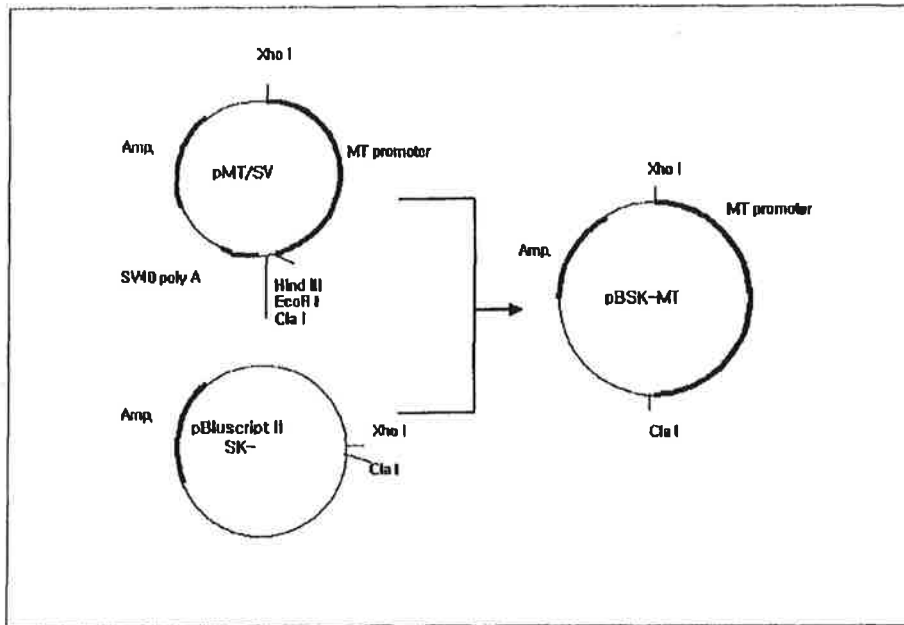 Xho I
Amp.
pMT/SV
MT promoter
SV40 poly A
Hind III
EcoR I
Cla I
Amp.
pBluscript II
SK-
Xho I
Cla I
Xho I
MT promoter
Amp.
pBSK-MT
Cla I